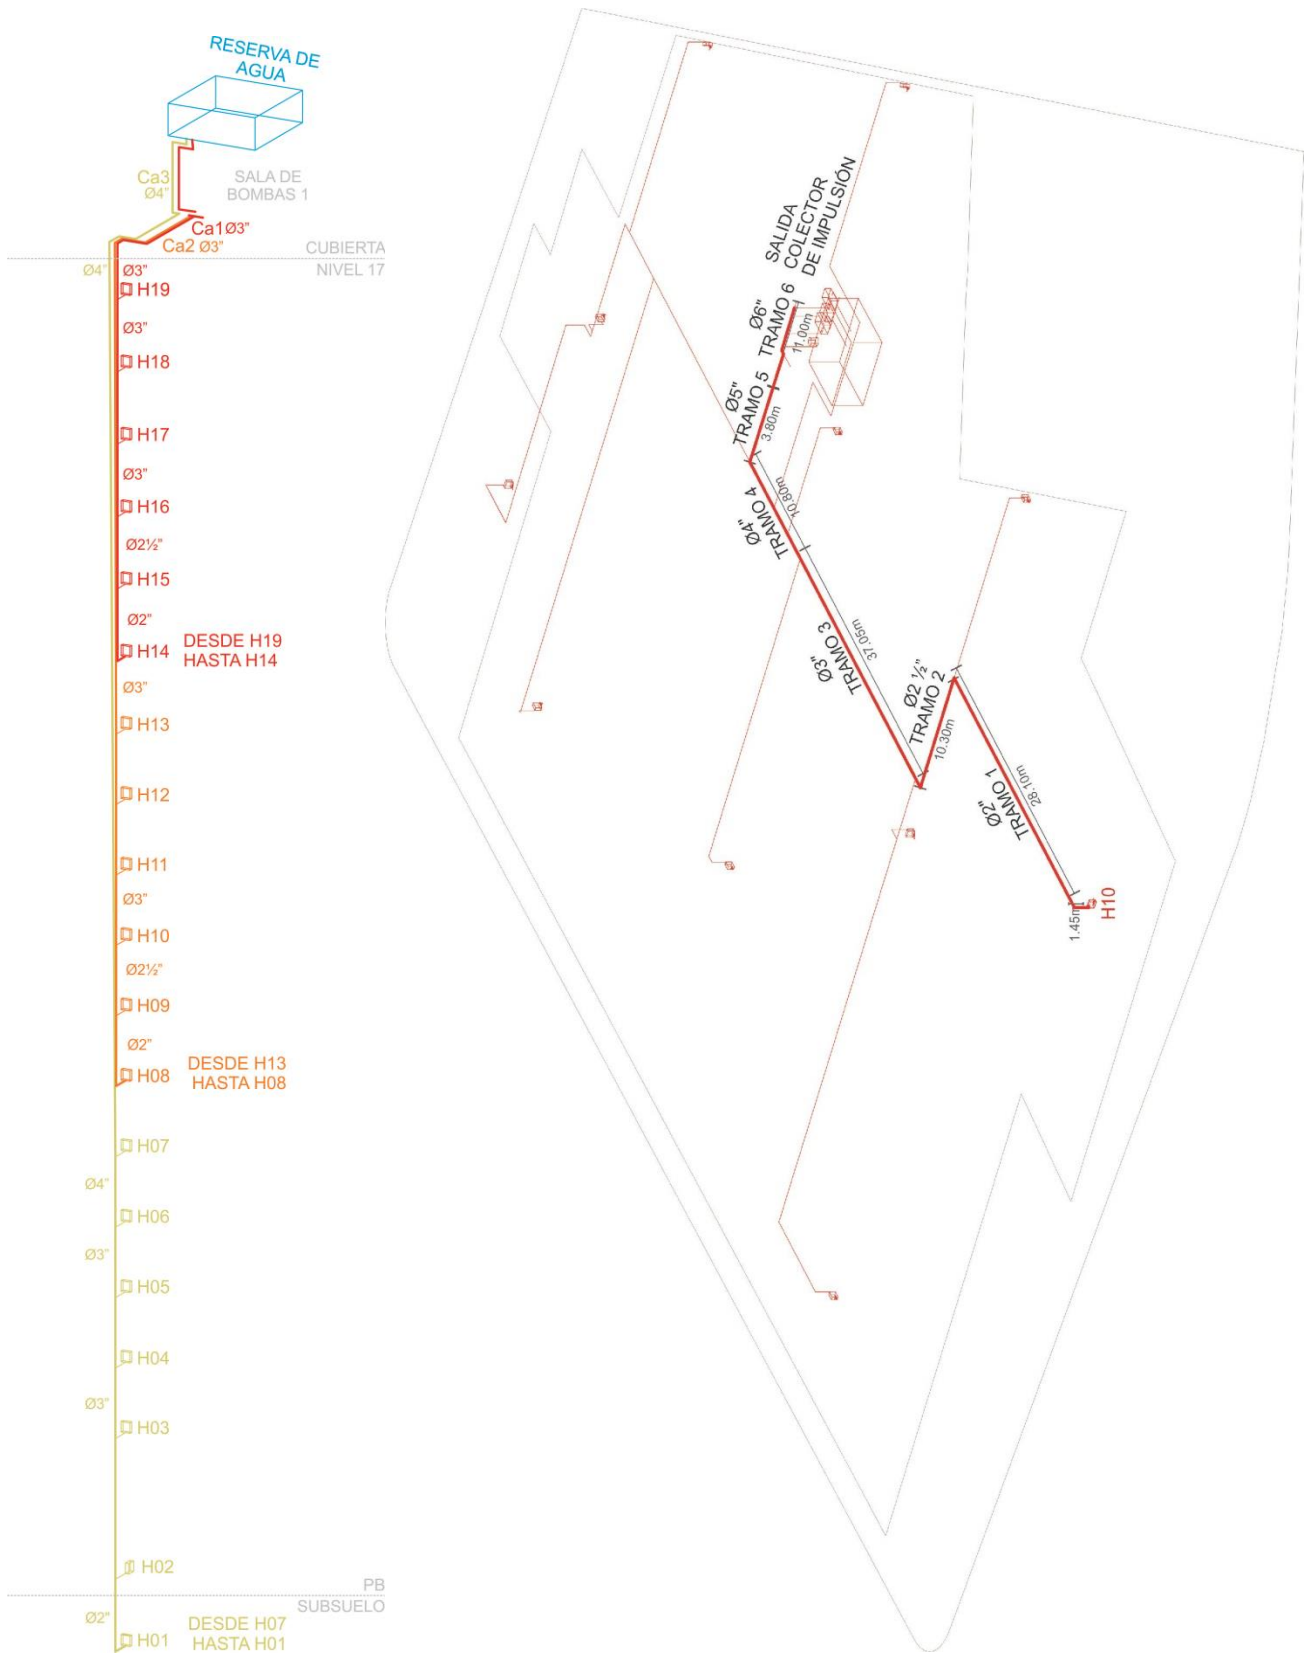 RESERVA DE
AGUA
Ca3
Ø4"
SALA DE
BOMBAS 1
Ca1Ø3"
Ca2 Ø3"
CUBIERTA
NIVEL 17
Ø4"
Ø3"
H19
Ø3"
H18
H17
Ø3"
H16
Ø2½"
H15
Ø2"
H14
DESDE H19
HASTA H14
Ø3"
H13
H12
H11
Ø3"
H10
Ø2½"
H09
Ø2"
H08
DESDE H13
HASTA H08
H07
Ø4"
H06
Ø3"
H05
H04
Ø3"
H03
H02
PB
SUBSUELO
Ø2"
H01
DESDE H07
HASTA H01
SALIDA
COLECTOR
DE IMPULSIÓN
Ø6"
TRAMO 6
11.00m
Ø5"
TRAMO 5
3.80m
Ø4"
TRAMO 4
10.80m
Ø3"
TRAMO 3
37.05m
Ø2 ½"
TRAMO 2
10.30m
Ø2"
TRAMO 1
28.10m
1.45m
H10